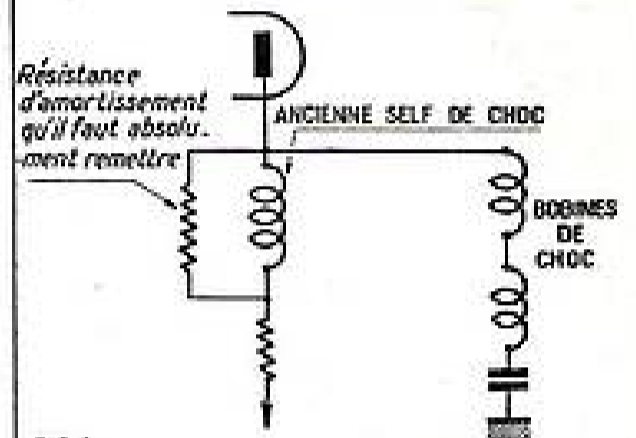 Résistance
d'amortissement
qu'il faut absolu-
ment remettre
ANCIENNE SELF DE CHOC
BOBINES
DE
CHOC